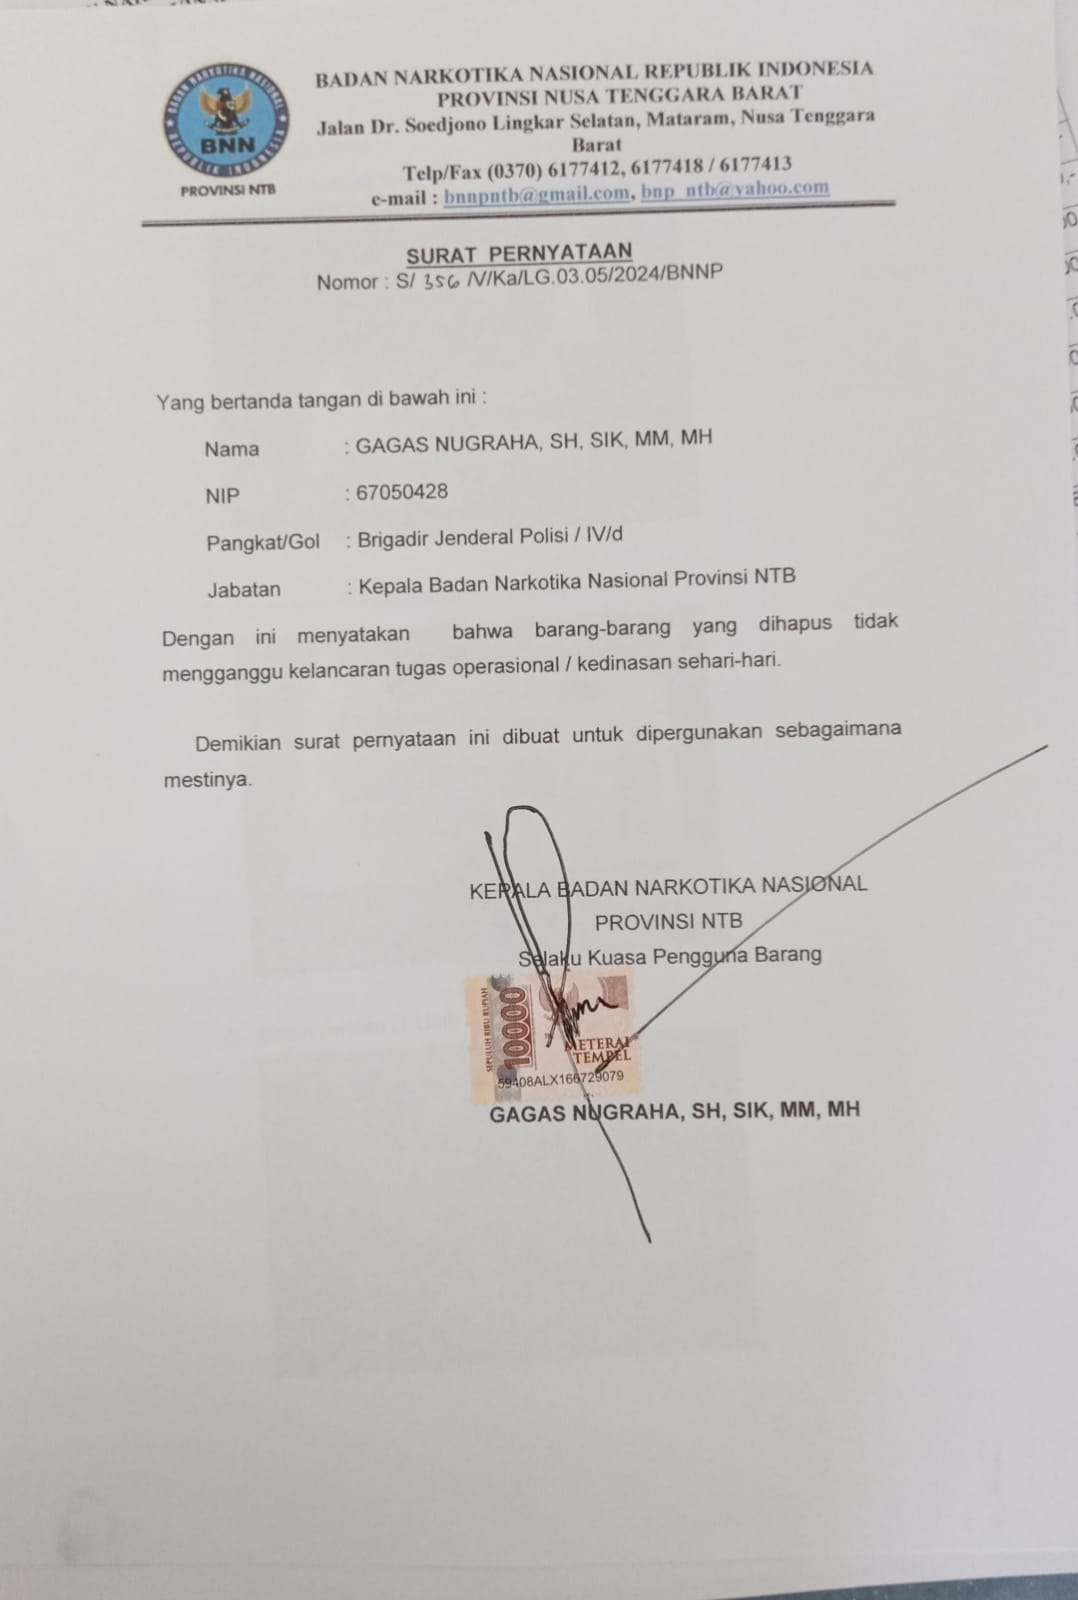 BADAN NARKOTIKA NASIONAL
REPUBLIK INDONESIA
BNN
PROVINSI NTB
BADAN NARKOTIKA NASIONAL REPUBLIK INDONESIA
PROVINSI NUSA TENGGARA BARAT
Jalan Dr. Soedjono Lingkar Selatan, Mataram, Nusa Tenggara
Barat
Telp/Fax (0370) 6177412, 6177418 / 6177413
e-mail : bnnpntb@gmail.com, bnp_ntb@yahoo.com
SURAT PERNYATAAN
Nomor : S/ 356 /V/Ka/LG.03.05/2024/BNNP
Yang bertanda tangan di bawah ini :
Nama : GAGAS NUGRAHA, SH, SIK, MM, MH
NIP : 67050428
Pangkat/Gol : Brigadir Jenderal Polisi / IV/d
Jabatan : Kepala Badan Narkotika Nasional Provinsi NTB
Dengan ini menyatakan bahwa barang-barang yang dihapus tidak
mengganggu kelancaran tugas operasional / kedinasan sehari-hari.
Demikian surat pernyataan ini dibuat untuk dipergunakan sebagaimana
mestinya.
KEPALA BADAN NARKOTIKA NASIONAL
PROVINSI NTB
Selaku Kuasa Pengguna Barang
SEPULUH RIBU RUPIAH
10000
METERAI
TEMPEL
59408ALX166729079
GAGAS NUGRAHA, SH, SIK, MM, MH